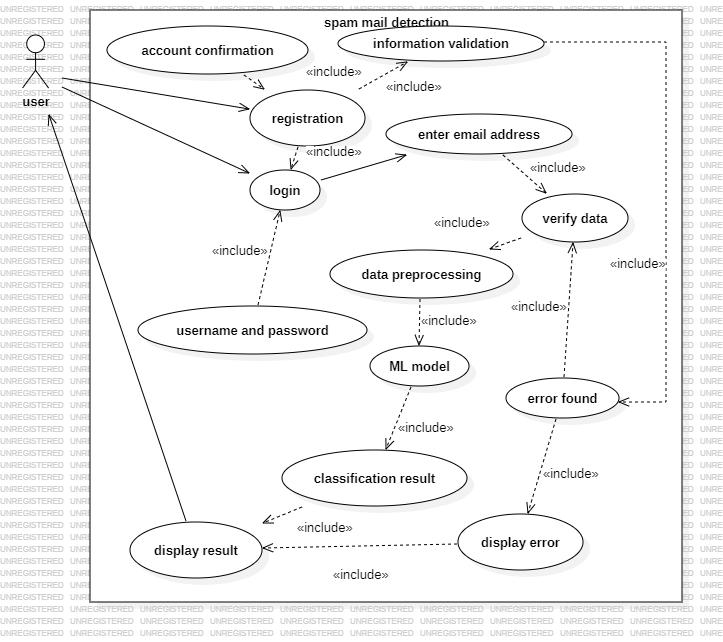 spam mail detection
account confirmation
information validation
«include»
«include»
user
registration
enter email address
«include»
«include»
login
verify data
«include»
«include»
«include»
data preprocessing
«include»
«include»
username and password
ML model
error found
«include»
«include»
classification result
«include»
display result
display error
«include»
UNREGISTERED